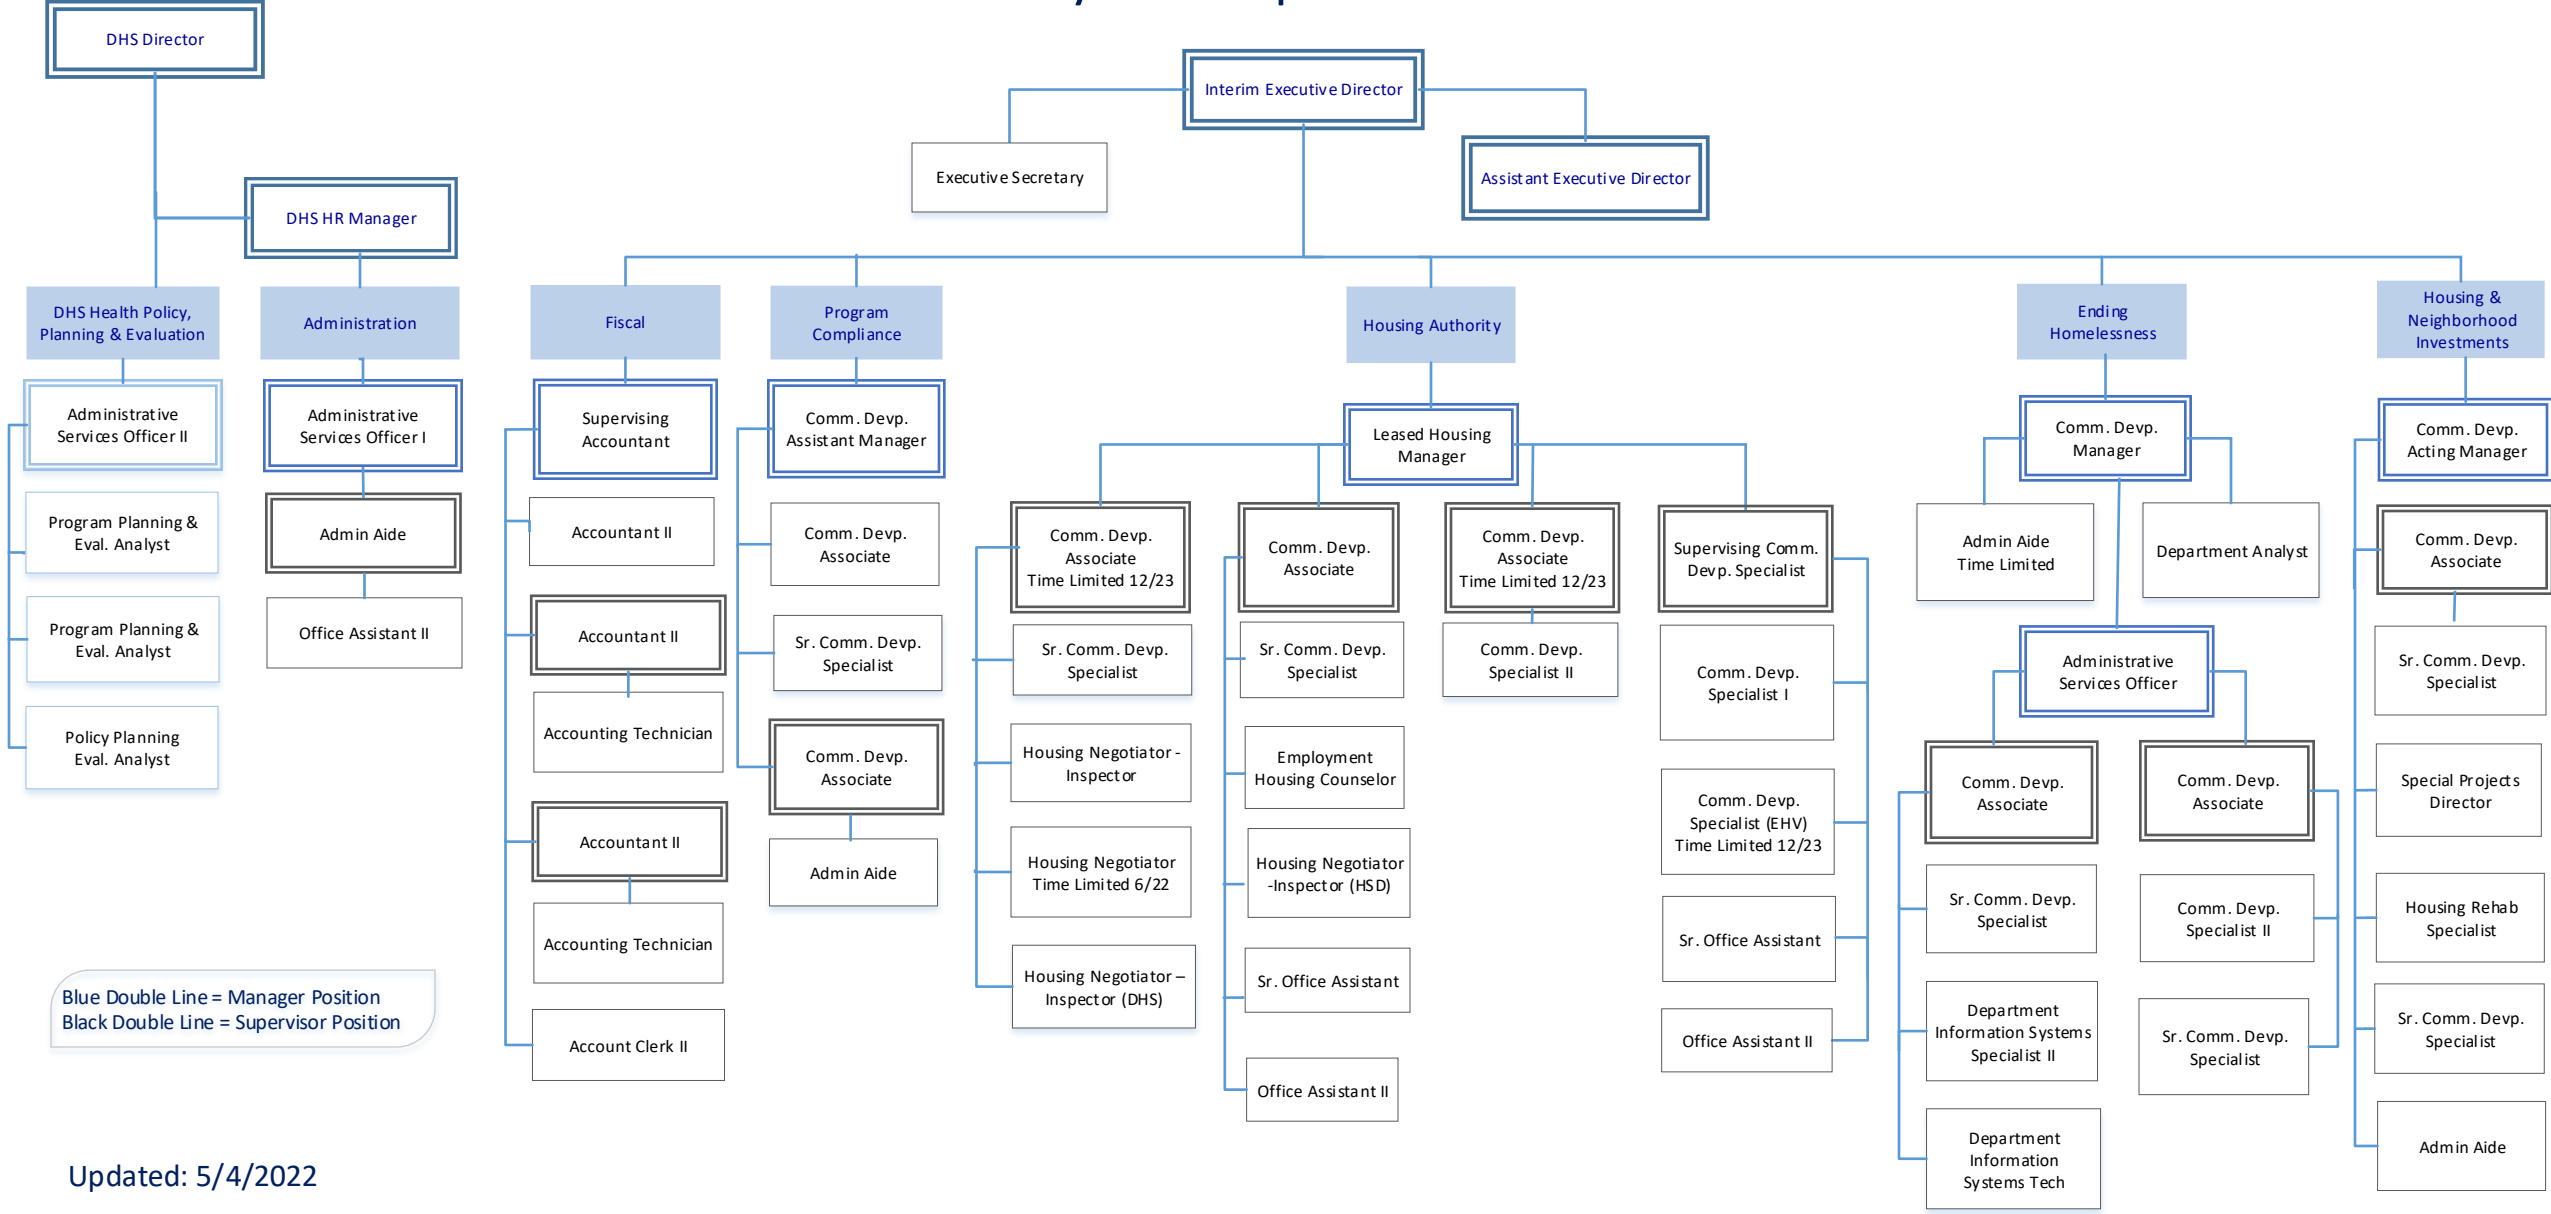 DHS Director
Interim Executive Director
Executive Secretary
Assistant Executive Director
DHS HR Manager
DHS Health Policy,
Planning & Evaluation
Administrative
Services Officer II
Program Planning &
Eval. Analyst
Program Planning &
Eval. Analyst
Policy Planning
Eval. Analyst
Administration
Administrative
Services Officer I
Admin Aide
Office Assistant II
Fiscal
Supervising
Accountant
Accountant II
Accountant II
Accounting Technician
Accountant II
Accounting Technician
Account Clerk II
Program
Compliance
Comm. Devp.
Assistant Manager
Comm. Devp.
Associate
Sr. Comm. Devp.
Specialist
Comm. Devp.
Associate
Admin Aide
Housing Authority
Leased Housing
Manager
Comm. Devp.
Associate
Time Limited 12/23
Sr. Comm. Devp.
Specialist
Housing Negotiator -
Inspector
Housing Negotiator
Time Limited 6/22
Housing Negotiator –
Inspector (DHS)
Comm. Devp.
Associate
Sr. Comm. Devp.
Specialist
Employment
Housing Counselor
Housing Negotiator
-Inspector (HSD)
Sr. Office Assistant
Office Assistant II
Comm. Devp.
Associate
Time Limited 12/23
Comm. Devp.
Specialist II
Supervising Comm.
Devp. Specialist
Comm. Devp.
Specialist I
Comm. Devp.
Specialist (EHV)
Time Limited 12/23
Sr. Office Assistant
Office Assistant II
Ending
Homelessness
Comm. Devp.
Manager
Admin Aide
Time Limited
Department Analyst
Administrative
Services Officer
Comm. Devp.
Associate
Sr. Comm. Devp.
Specialist
Department
Information Systems
Specialist II
Department
Information
Systems Tech
Comm. Devp.
Associate
Comm. Devp.
Specialist II
Sr. Comm. Devp.
Specialist
Housing &
Neighborhood
Investments
Comm. Devp.
Acting Manager
Comm. Devp.
Associate
Sr. Comm. Devp.
Specialist
Special Projects
Director
Housing Rehab
Specialist
Sr. Comm. Devp.
Specialist
Admin Aide
Blue Double Line = Manager Position
Black Double Line = Supervisor Position
Updated: 5/4/2022